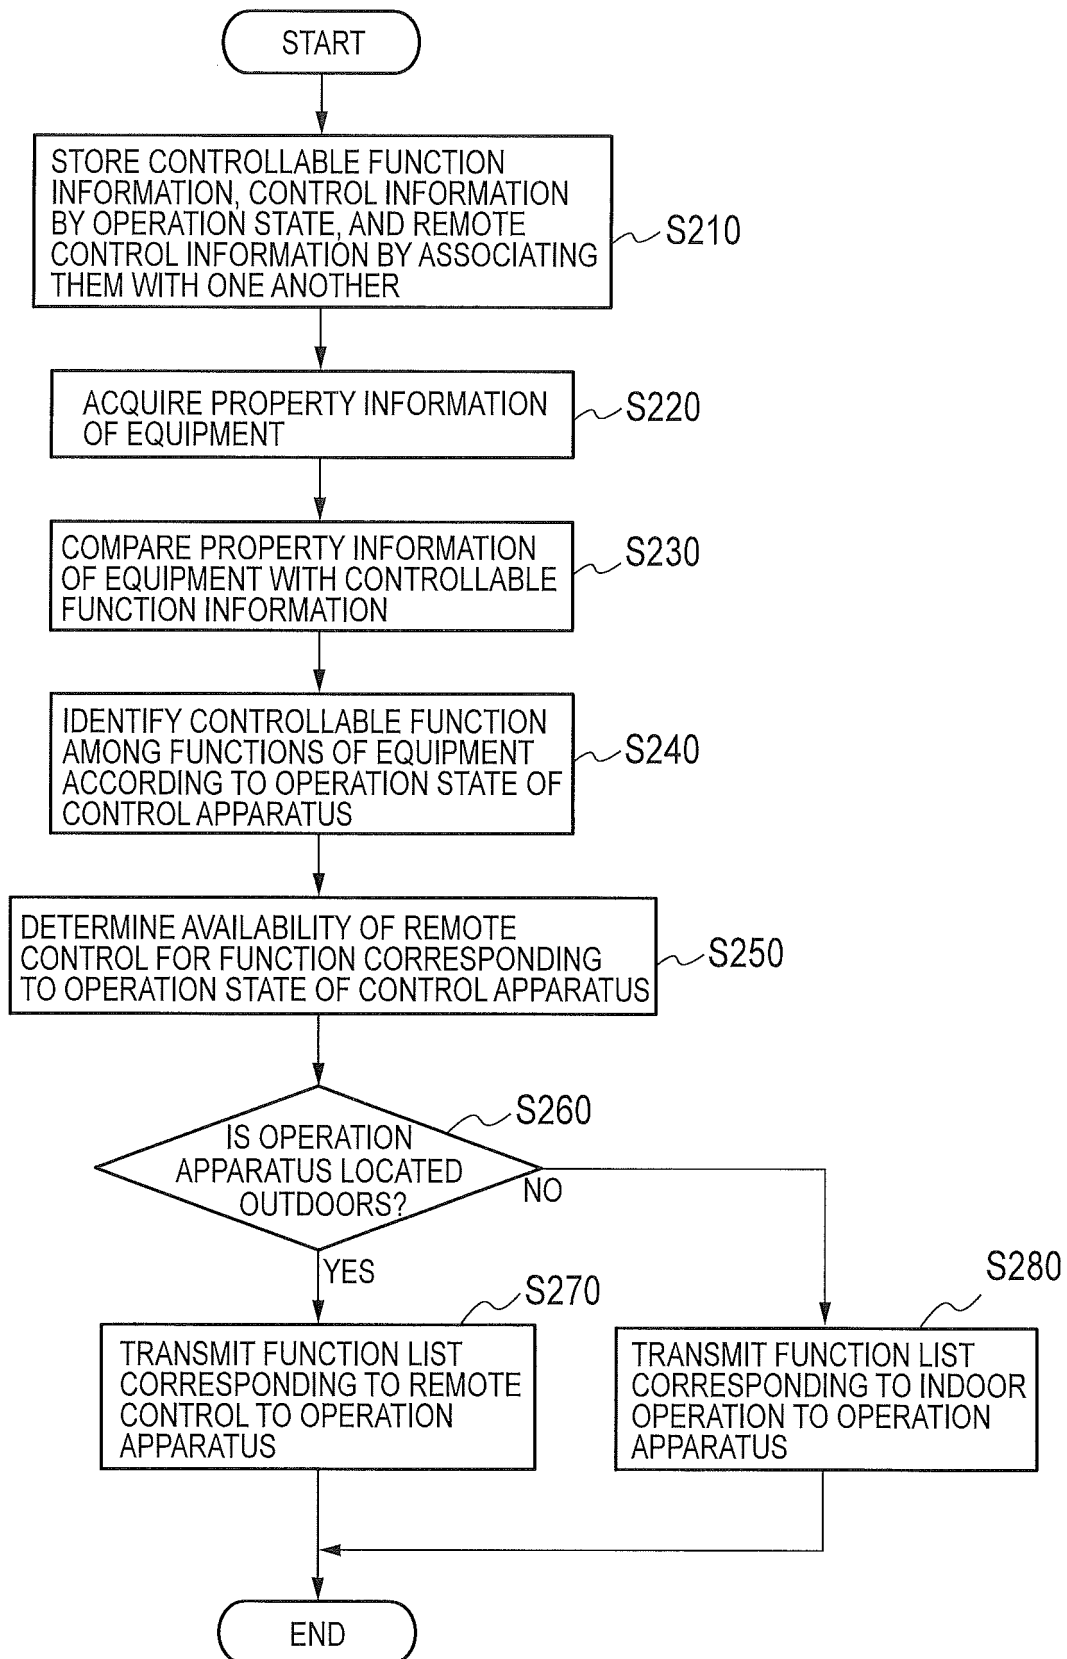 START
STORE CONTROLLABLE FUNCTION
INFORMATION, CONTROL INFORMATION
BY OPERATION STATE, AND REMOTE
CONTROL INFORMATION BY ASSOCIATING
THEM WITH ONE ANOTHER
S210
ACQUIRE PROPERTY INFORMATION
OF EQUIPMENT
S220
COMPARE PROPERTY INFORMATION
OF EQUIPMENT WITH CONTROLLABLE
FUNCTION INFORMATION
S230
IDENTIFY CONTROLLABLE FUNCTION
AMONG FUNCTIONS OF EQUIPMENT
ACCORDING TO OPERATION STATE OF
CONTROL APPARATUS
S240
DETERMINE AVAILABILITY OF REMOTE
CONTROL FOR FUNCTION CORRESPONDING
TO OPERATION STATE OF CONTROL APPARATUS
S250
S260
IS OPERATION
APPARATUS LOCATED
OUTDOORS?
NO
YES
S270
TRANSMIT FUNCTION LIST
CORRESPONDING TO REMOTE
CONTROL TO OPERATION
APPARATUS
S280
TRANSMIT FUNCTION LIST
CORRESPONDING TO INDOOR
OPERATION TO OPERATION
APPARATUS
END